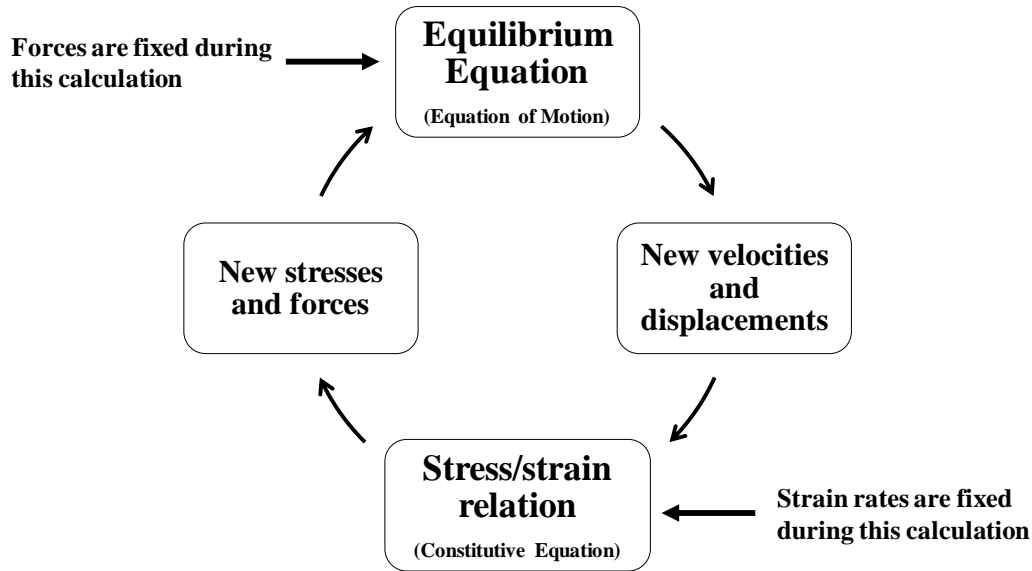 Equilibrium
Equation
(Equation of Motion)
Forces are fixed during
this calculation
New velocities
and
displacements
New stresses
and forces
Stress/strain
relation
(Constitutive Equation)
Strain rates are fixed
during this calculation